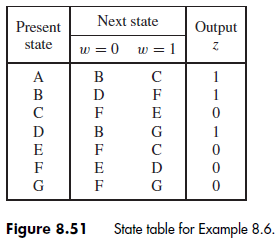 Present state Next state Output z
w = 0 w = 1
A B C 1
B D F 1
C F E 0
D B G 1
E F C 0
F E D 0
G F G 0
Figure 8.51 State table for Example 8.6.